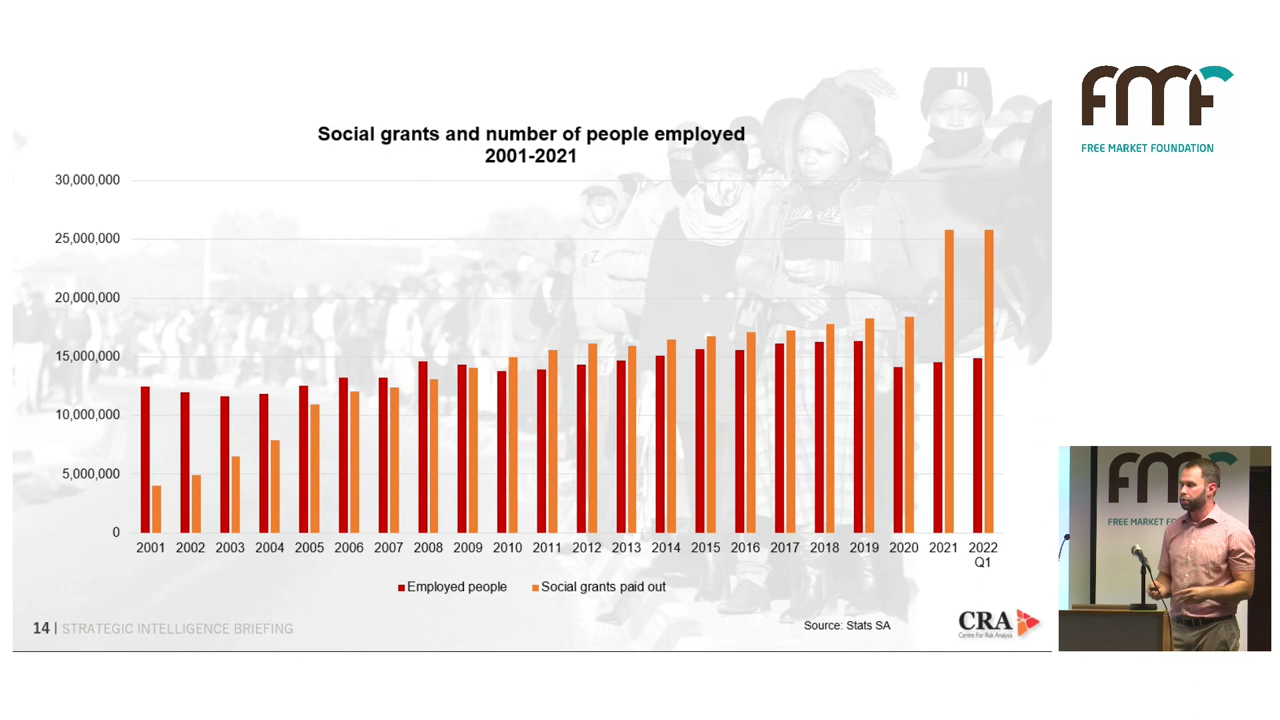 Social grants and number of people employed
2001-2021
30,000,000
25,000,000
20,000,000
15,000,000
10,000,000
5,000,000
0
2001 2002 2003 2004 2005 2006 2007 2008 2009 2010 2011 2012 2013 2014 2015 2016 2017 2018 2019 2020 2021 2022
Q1
Employed people Social grants paid out
14 | STRATEGIC INTELLIGENCE BRIEFING
Source: Stats SA
CRA
Centre For Risk Analysis
FMF
FREE MARKET FOUNDATION
FMF
FREE MARKET